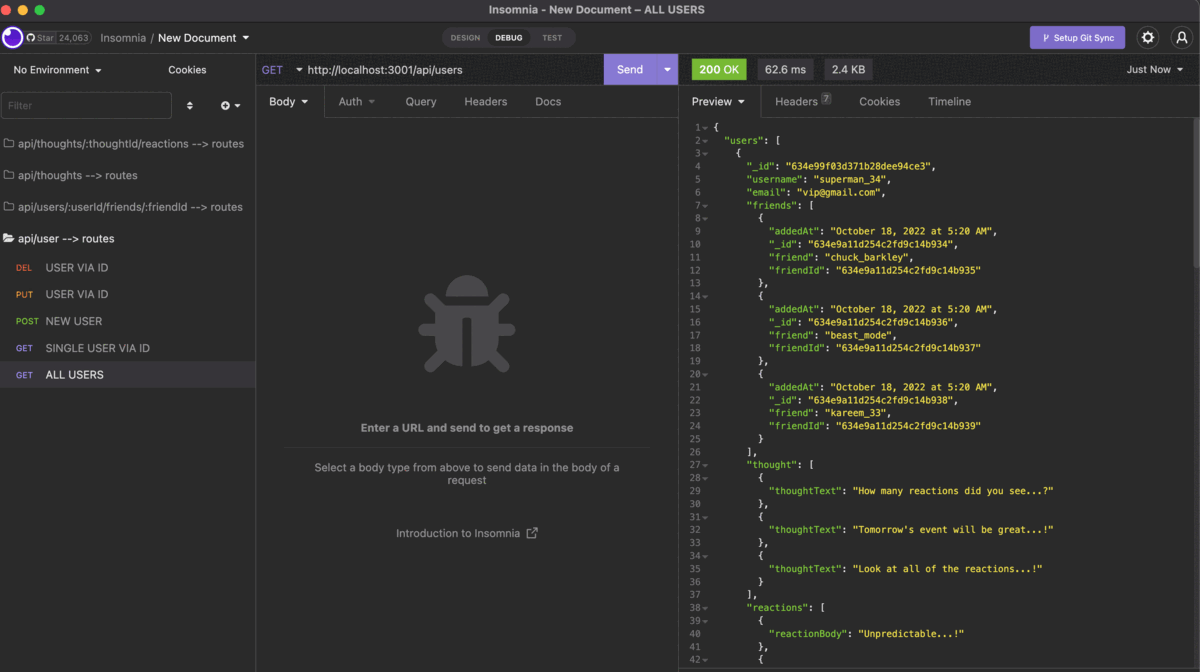 Insomnia - New Document – ALL USERS
Star 24,063 Insomnia / New Document
DESIGN DEBUG TEST
Setup Git Sync
No Environment Cookies
Filter
api/thoughts/:thoughtId/reactions --> routes
api/thoughts --> routes
api/users/:userId/friends/:friendId --> routes
api/user --> routes
DEL USER VIA ID
PUT USER VIA ID
POST NEW USER
GET SINGLE USER VIA ID
GET ALL USERS
GET http://localhost:3001/api/users Send
Body Auth Query Headers Docs
Enter a URL and send to get a response
Select a body type from above to send data in the body of a
request
Introduction to Insomnia
200 OK 62.6 ms 2.4 KB Just Now
Preview Headers 7 Cookies Timeline
1 {
2 "users": [
3 {
4 "_id": "634e99f03d371b28dee94ce3",
5 "username": "superman_34",
6 "email": "vip@gmail.com",
7 "friends": [
8 {
9 "addedAt": "October 18, 2022 at 5:20 AM",
10 "_id": "634e9a11d254c2fd9c14b934",
11 "friend": "chuck_barkley",
12 "friendId": "634e9a11d254c2fd9c14b935"
13 },
14 {
15 "addedAt": "October 18, 2022 at 5:20 AM",
16 "_id": "634e9a11d254c2fd9c14b936",
17 "friend": "beast_mode",
18 "friendId": "634e9a11d254c2fd9c14b937"
19 },
20 {
21 "addedAt": "October 18, 2022 at 5:20 AM",
22 "_id": "634e9a11d254c2fd9c14b938",
23 "friend": "kareem_33",
24 "friendId": "634e9a11d254c2fd9c14b939"
25 }
26 ],
27 "thought": [
28 {
29 "thoughtText": "How many reactions did you see...?"
30 },
31 {
32 "thoughtText": "Tomorrow's event will be great...!"
33 },
34 {
35 "thoughtText": "Look at all of the reactions...!"
36 }
37 ],
38 "reactions": [
39 {
40 "reactionBody": "Unpredictable...!"
41 },
42 {